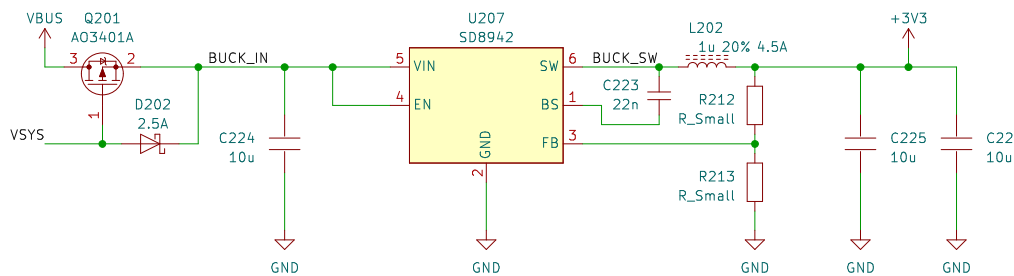 VBUS
Q201
AO3401A
3
2
1
VSYS
D202
2.5A
BUCK_IN
C224
10u
GND
U207
SD8942
5
VIN
4
EN
SW
6
BS
1
FB
3
GND
2
GND
BUCK_SW
C223
22n
L202
1u 20% 4.5A
R212
R_Small
R213
R_Small
GND
+3V3
C225
10u
GND
C22
10u
GND